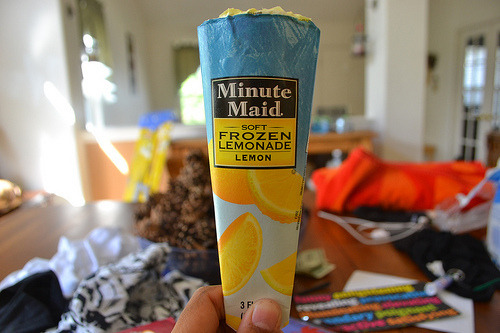 Minute
Maid
SOFT
FROZEN
LEMONADE
LEMON